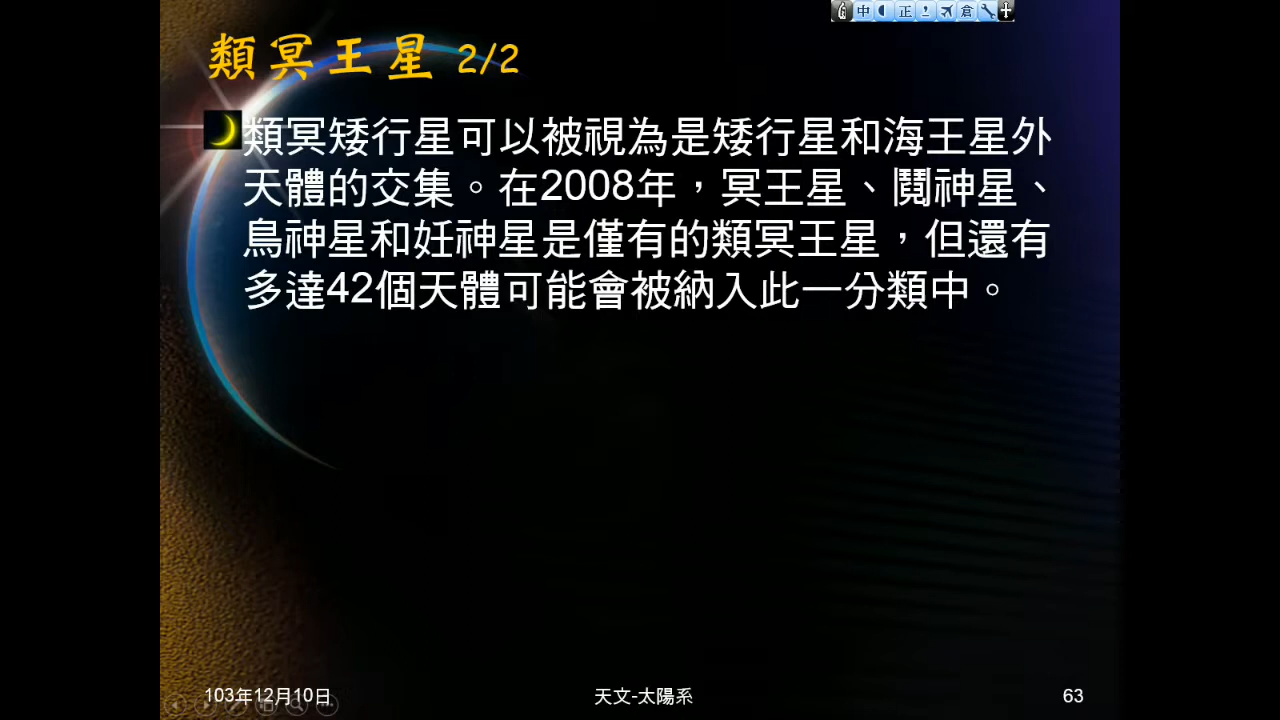 中 正 倉
類冥王星 2/2
類冥矮行星可以被視為是矮行星和海王星外
天體的交集。在2008年，冥王星、鬩神星、
鳥神星和妊神星是僅有的類冥王星，但還有
多達42個天體可能會被納入此一分類中。
103年12月10日 天文-太陽系 63